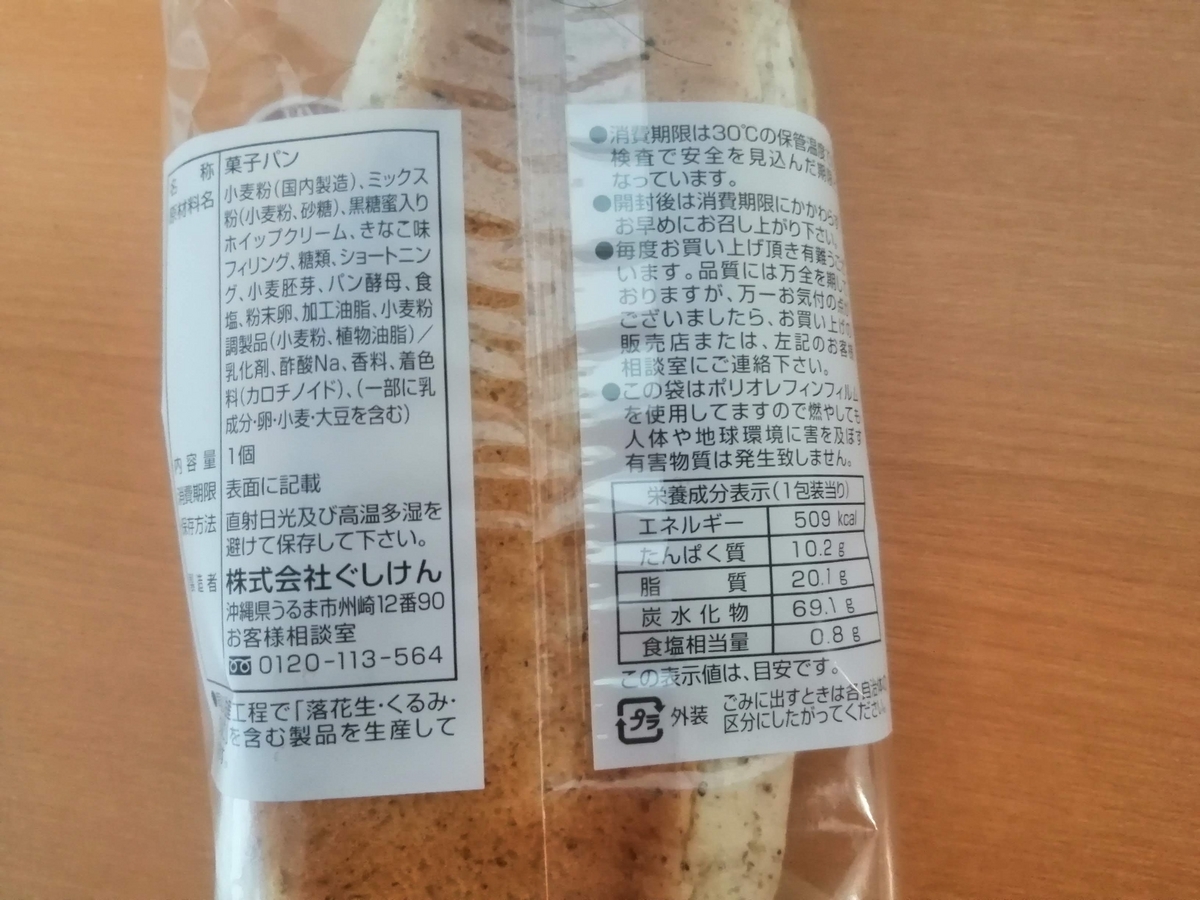 名 称 菓子パン
原材料名 小麦粉(国内製造)、ミックス
粉(小麦粉、砂糖)、黒糖蜜入り
ホイップクリーム、きなこ味
フィリング、糖類、ショートニン
グ、小麦胚芽、パン酵母、食
塩、粉末卵、加工油脂、小麦粉
調製品(小麦粉、植物油脂)／
乳化剤、酢酸Na、香料、着色
料(カロチノイド)、(一部に乳
成分・卵・小麦・大豆を含む)
内容量 1個
消費期限 表面に記載
保存方法 直射日光及び高温多湿を
避けて保存して下さい。
製造者 株式会社ぐしけん
沖縄県うるま市州崎12番90
お客様相談室
0120-113-564
工程で「落花生・くるみ・
を含む製品を生産して
す。
●消費期限は30℃の保管温度
検査で安全を見込んだ期限
なっています。
●開封後は消費期限にかかわら
お早めにお召し上がり下さい。
●毎度お買い上げ頂き有難う
います。品質には万全を期し
おりますが、万一お気付の点
ございましたら、お買い上げ
販売店または、左記のお客様
相談室にご連絡下さい。
●この袋はポリオレフィンフィルム
を使用してますので燃やしても
人体や地球環境に害を及ぼす
有害物質は発生致しません。
栄養成分表示(1包装当り)
エネルギー 509 kcal
たんぱく質 10.2 g
脂 質 20.1 g
炭水化物 69.1 g
食塩相当量 0.8 g
この表示値は、目安です。
プラ 外装 ごみに出すときは各自治体の
区分にしたがってください。